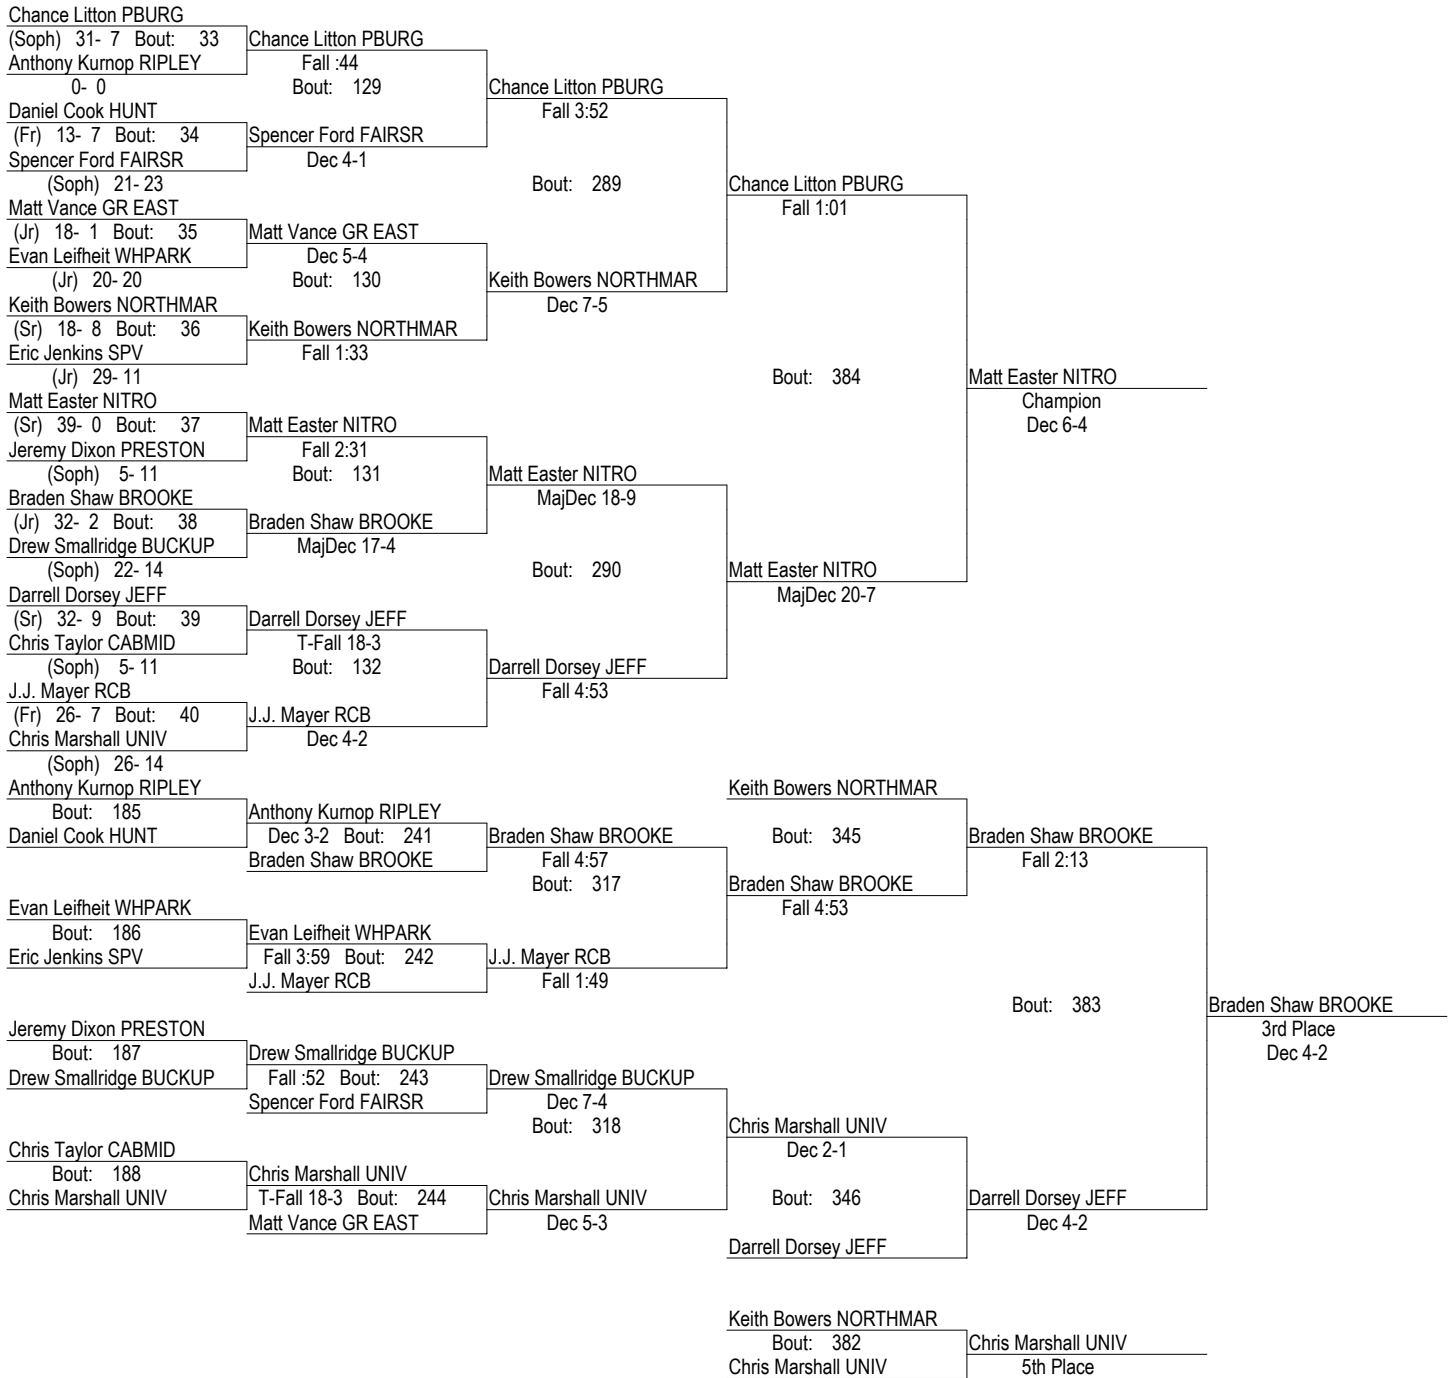 Chance Litton PBURG
(Soph) 31- 7 Bout: 33 Chance Litton PBURG
Anthony Kurnop RIPLEY Fall :44
0- 0 Bout: 129 Chance Litton PBURG
Daniel Cook HUNT Fall 3:52
(Fr) 13- 7 Bout: 34 Spencer Ford FAIRSR
Spencer Ford FAIRSR Dec 4-1
(Soph) 21- 23 Bout: 289 Chance Litton PBURG
Matt Vance GR EAST Fall 1:01
(Jr) 18- 1 Bout: 35 Matt Vance GR EAST
Evan Leifheit WHPARK Dec 5-4
(Jr) 20- 20 Bout: 130 Keith Bowers NORTHMAR
Keith Bowers NORTHMAR Dec 7-5
(Sr) 18- 8 Bout: 36 Keith Bowers NORTHMAR
Eric Jenkins SPV Fall 1:33
(Jr) 29- 11 Bout: 384 Matt Easter NITRO
Matt Easter NITRO Champion
(Sr) 39- 0 Bout: 37 Matt Easter NITRO Dec 6-4
Jeremy Dixon PRESTON Fall 2:31
(Soph) 5- 11 Bout: 131 Matt Easter NITRO
Braden Shaw BROOKE MajDec 18-9
(Jr) 32- 2 Bout: 38 Braden Shaw BROOKE
Drew Smallridge BUCKUP MajDec 17-4
(Soph) 22- 14 Bout: 290 Matt Easter NITRO
Darrell Dorsey JEFF MajDec 20-7
(Sr) 32- 9 Bout: 39 Darrell Dorsey JEFF
Chris Taylor CABMID T-Fall 18-3
(Soph) 5- 11 Bout: 132 Darrell Dorsey JEFF
J.J. Mayer RCB Fall 4:53
(Fr) 26- 7 Bout: 40 J.J. Mayer RCB
Chris Marshall UNIV Dec 4-2
(Soph) 26- 14
Anthony Kurnop RIPLEY Keith Bowers NORTHMAR
Bout: 185 Anthony Kurnop RIPLEY
Daniel Cook HUNT Dec 3-2 Bout: 241 Braden Shaw BROOKE Bout: 345 Braden Shaw BROOKE
Braden Shaw BROOKE Fall 4:57 Fall 2:13
Bout: 317 Braden Shaw BROOKE
Evan Leifheit WHPARK Fall 4:53
Bout: 186 Evan Leifheit WHPARK
Eric Jenkins SPV Fall 3:59 Bout: 242 J.J. Mayer RCB
J.J. Mayer RCB Fall 1:49
Bout: 383 Braden Shaw BROOKE
Jeremy Dixon PRESTON 3rd Place
Bout: 187 Drew Smallridge BUCKUP Dec 4-2
Drew Smallridge BUCKUP Fall :52 Bout: 243 Drew Smallridge BUCKUP
Spencer Ford FAIRSR Dec 7-4
Bout: 318 Chris Marshall UNIV
Chris Taylor CABMID Dec 2-1
Bout: 188 Chris Marshall UNIV
Chris Marshall UNIV T-Fall 18-3 Bout: 244 Chris Marshall UNIV Bout: 346 Darrell Dorsey JEFF
Matt Vance GR EAST Dec 5-3 Dec 4-2
Darrell Dorsey JEFF
Keith Bowers NORTHMAR
Bout: 382 Chris Marshall UNIV
Chris Marshall UNIV 5th Place